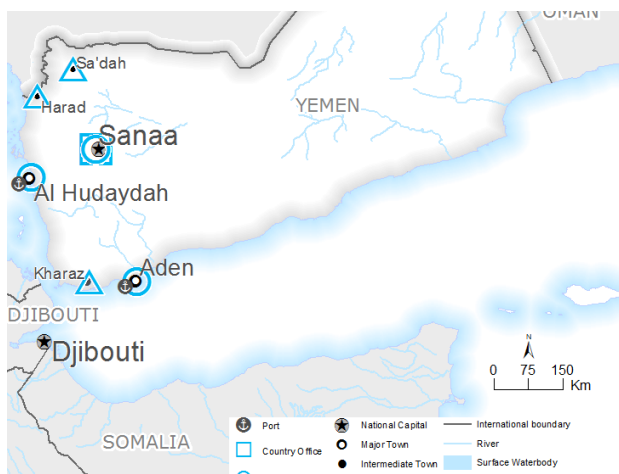 OMAN
Sa'dah
Harad
YEMEN
Sanaa
Al Hudaydah
Kharaz
Aden
DJIBOUTI
Djibouti
N
0 75 150
Km
SOMALIA
Port
National Capital
International boundary
Country Office
Major Town
River
Intermediate Town
Surface Waterbody